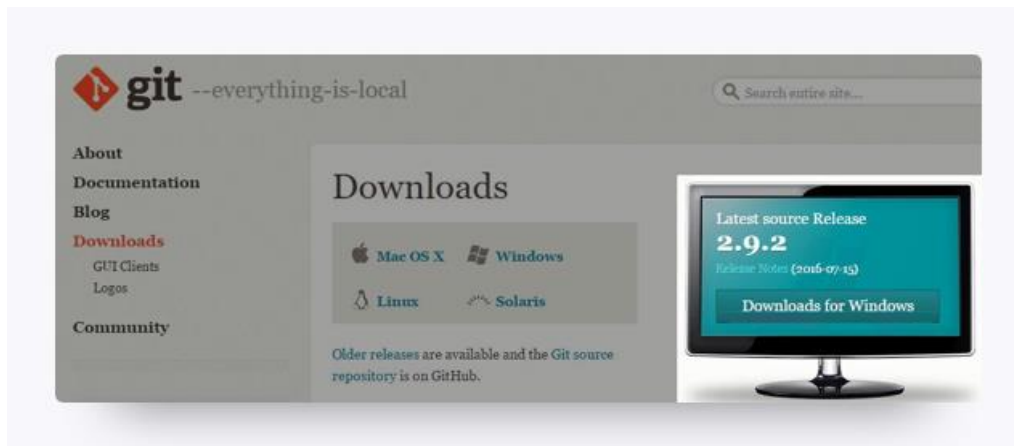 git --everything-is-local
Search entire site...
About
Documentation
Blog
Downloads
GUI Clients
Logos
Community
Downloads
Mac OS X
Windows
Linux
Solaris
Older releases are available and the Git source
repository is on GitHub.
Latest source Release
2.9.2
Release Notes (2016-07-15)
Downloads for Windows